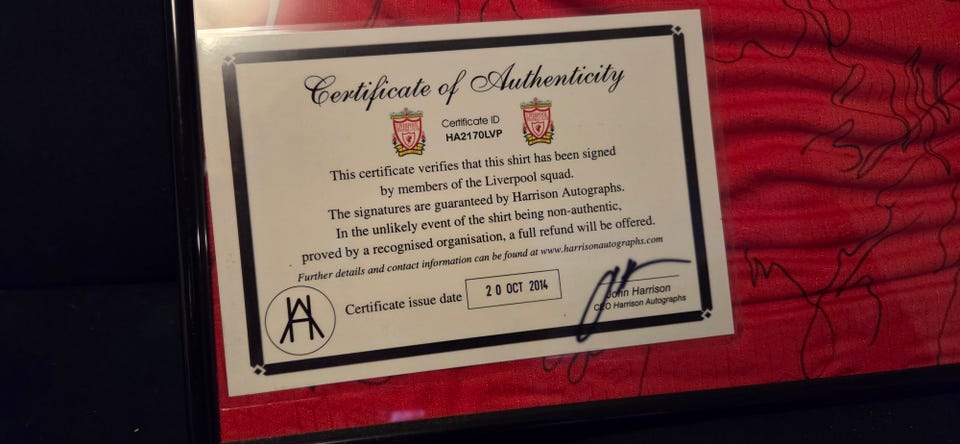 Certificate of Authenticity
Certificate ID
HA2170LVP
This certificate verifies that this shirt has been signed
by members of the Liverpool squad.
The signatures are guaranteed by Harrison Autographs.
In the unlikely event of the shirt being non-authentic,
proved by a recognised organisation, a full refund will be offered.
Further details and contact information can be found at www.harrisonautographs.com
Certificate issue date 20 OCT 2014
John Harrison
CEO Harrison Autographs